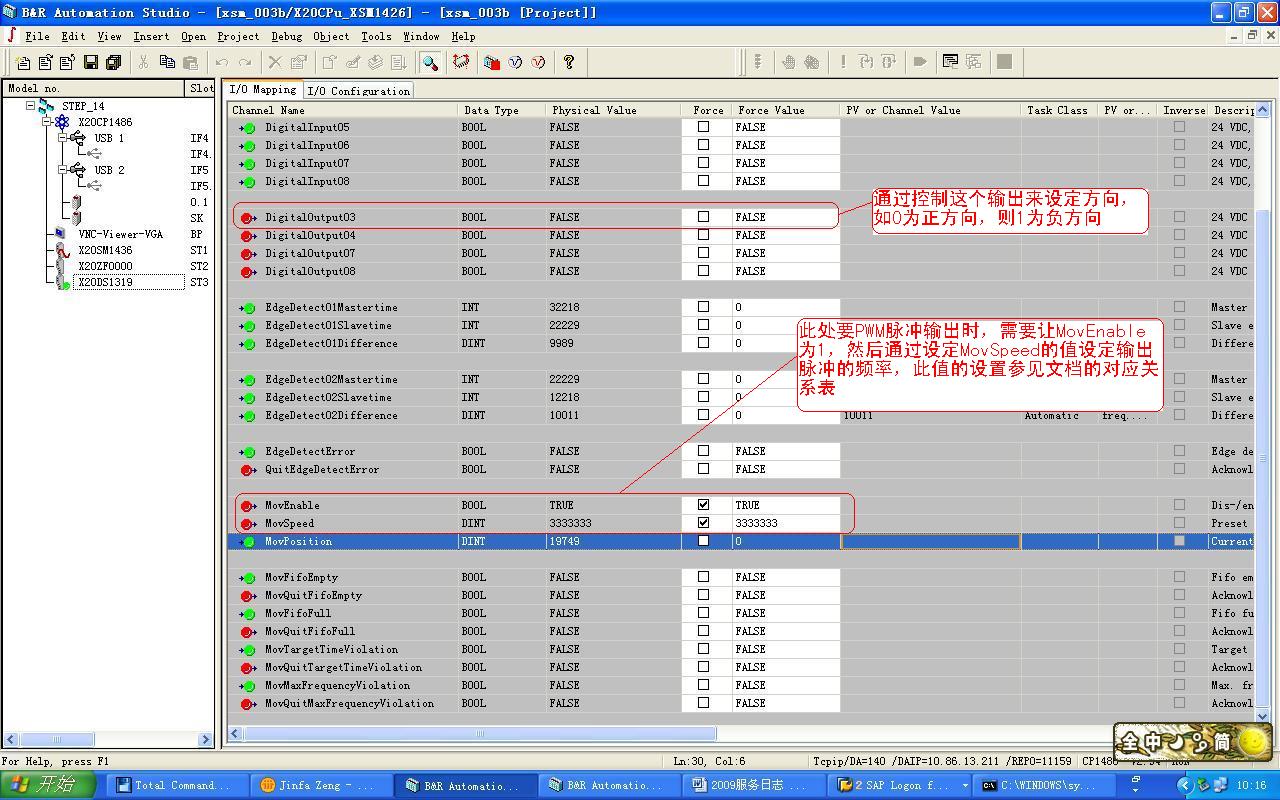 B&R Automation Studio - [xsm_003b/X20CPu_XSM1426] - [xsm_003b [Project]]
File Edit View Insert Open Project Debug Object Tools Window Help
Model no. Slot
STEP_14
X20CP1486
USB 1 IF4
IF4.
USB 2 IF5
IF5.
0.1
SK
VNC-Viewer-VGA BP
X20SM1436 ST1
X20ZF0000 ST2
X20DS1319 ST3
I/O Mapping I/O Configuration
Channel Name Data Type Physical Value Force Force Value PV or Channel Value Task Class PV or... Inverse Descrip
DigitalInput05 BOOL FALSE FALSE 24 VDC,
DigitalInput06 BOOL FALSE FALSE 24 VDC,
DigitalInput07 BOOL FALSE FALSE 24 VDC,
DigitalInput08 BOOL FALSE FALSE 24 VDC,
通过控制这个输出来设定方向，
如0为正方向，则1为负方向
DigitalOutput03 BOOL FALSE FALSE 24 VDC
DigitalOutput04 BOOL FALSE FALSE 24 VDC
DigitalOutput07 BOOL FALSE FALSE 24 VDC
DigitalOutput08 BOOL FALSE FALSE 24 VDC
EdgeDetect01Mastertime INT 32218 0 Master
EdgeDetect01Slavetime INT 22229 0 Slave e
EdgeDetect01Difference DINT 9989 0 Differe
此处要PWM脉冲输出时，需要让MovEnable
为1，然后通过设定MovSpeed的值设定输出
脉冲的频率，此值的设置参见文档的对应关
系表
EdgeDetect02Mastertime INT 22229 0 Master
EdgeDetect02Slavetime INT 12218 0 Slave e
EdgeDetect02Difference DINT 10011 0 10011 Automatic freq.... Differe
EdgeDetectError BOOL FALSE FALSE Edge de
QuitEdgeDetectError BOOL FALSE FALSE Acknowl
MovEnable BOOL TRUE TRUE Dis-/en
MovSpeed DINT 3333333 3333333 Preset
MovPosition DINT 19749 0 Current
MovFifoEmpty BOOL FALSE FALSE Fifo em
MovQuitFifoEmpty BOOL FALSE FALSE Acknowl
MovFifoFull BOOL FALSE FALSE Fifo fu
MovQuitFifoFull BOOL FALSE FALSE Acknowl
MovTargetTimeViolation BOOL FALSE FALSE Target
MovQuitTargetTimeViolation BOOL FALSE FALSE Acknowl
MovMaxFrequencyViolation BOOL FALSE FALSE Max. fr
MovQuitMaxFrequencyViolation BOOL FALSE FALSE Acknowl
全中 简
For Help, press F1 Ln:30, Col:6 Tcpip/DA=140 /DAIP=10.86.13.211 /REPO=11159 CP1486
开始 Total Comman... Jinfa Zeng - ... B&R Automatio... B&R Automatio... 2009服务日志 ... 2 SAP Logon f... C:\WINDOWS\sy... 10:16